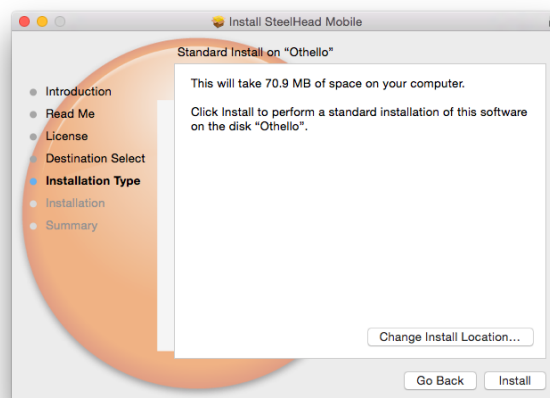 Install SteelHead Mobile
Standard Install on “Othello”
Introduction
Read Me
License
Destination Select
Installation Type
Installation
Summary
This will take 70.9 MB of space on your computer.
Click Install to perform a standard installation of this software
on the disk “Othello”.
Change Install Location...
Go Back
Install